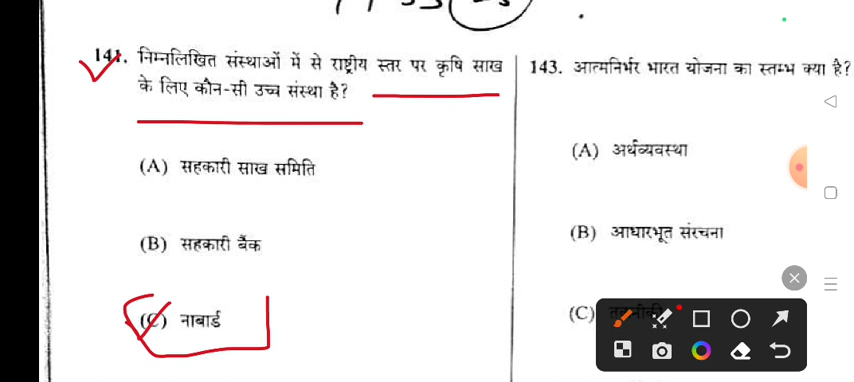 141. निम्नलिखित संस्थाओं में से राष्ट्रीय स्तर पर कृषि साख
के लिए कौन-सी उच्च संस्था है?
(A) सहकारी साख समिति
(B) सहकारी बैंक
(C) नाबार्ड
143. आत्मनिर्भर भारत योजना का स्तम्भ क्या है?
(A) अर्थव्यवस्था
(B) आधारभूत संरचना
(C)